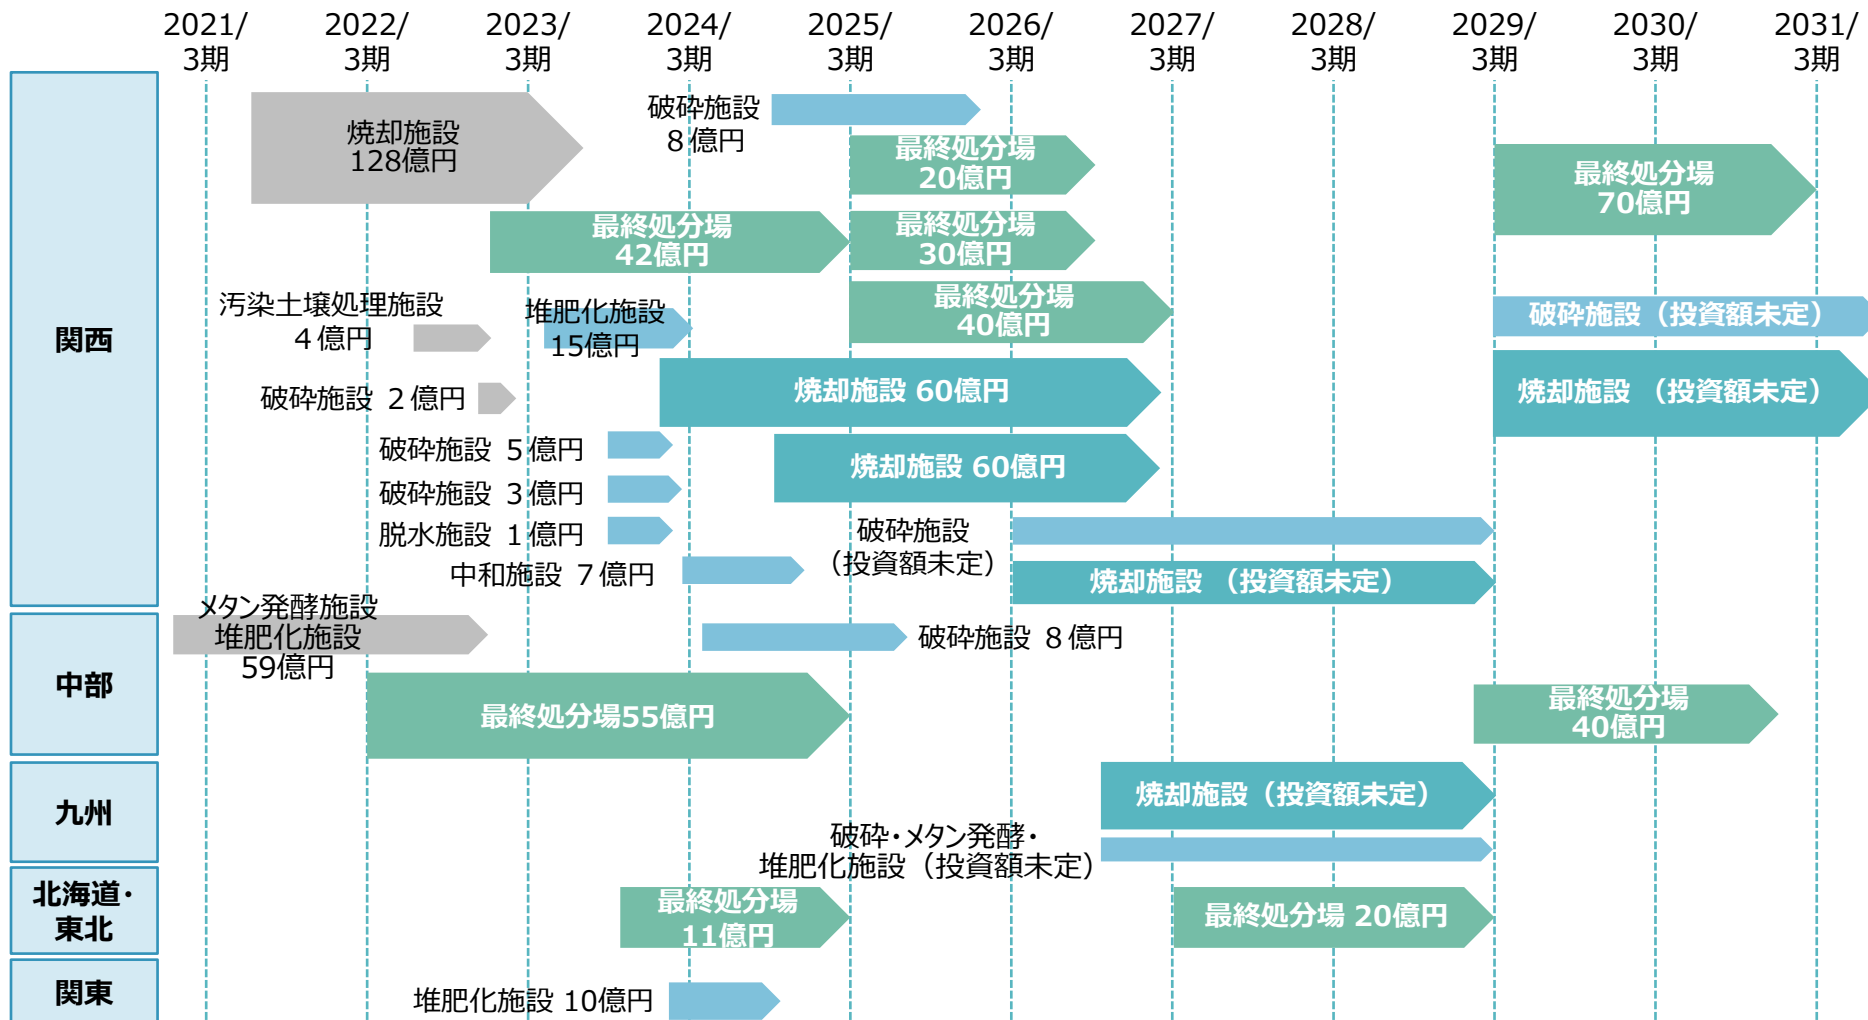 2021/
3期
2022/
3期
2023/
3期
2024/
3期
2025/
3期
2026/
3期
2027/
3期
2028/
3期
2029/
3期
2030/
3期
2031/
3期
関西
焼却施設
128億円
破砕施設
８億円
最終処分場
20億円
最終処分場
70億円
最終処分場
42億円
最終処分場
30億円
汚染土壌処理施設
４億円
堆肥化施設
15億円
最終処分場
40億円
破砕施設（投資額未定）
破砕施設 ２億円
焼却施設 60億円
焼却施設 （投資額未定）
破砕施設 ５億円
焼却施設 60億円
破砕施設 ３億円
脱水施設 １億円
破砕施設
（投資額未定）
中和施設 ７億円
焼却施設 （投資額未定）
中部
メタン発酵施設
堆肥化施設
59億円
破砕施設 ８億円
最終処分場55億円
最終処分場
40億円
九州
焼却施設（投資額未定）
破砕・メタン発酵・
堆肥化施設（投資額未定）
北海道・
東北
最終処分場
11億円
最終処分場 20億円
関東
堆肥化施設 10億円